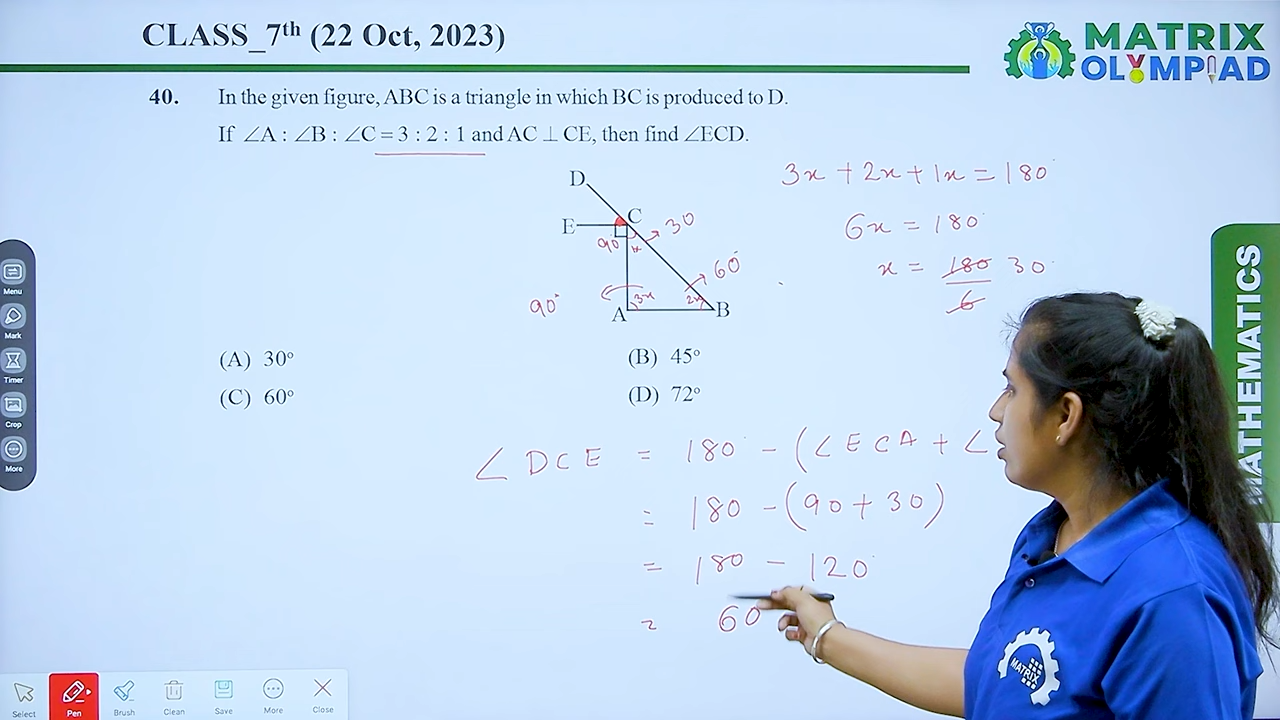 CLASS_7th (22 Oct, 2023)
MATRIX
OLYMPIAD
40. In the given figure, ABC is a triangle in which BC is produced to D.
If ∠A : ∠B : ∠C = 3 : 2 : 1 and AC ⊥ CE, then find ∠ECD.
3x + 2x + 1x = 180°
6x = 180°
x = 180/6 30°
D
E
C
30
90°
x
60°
90°
3x
2x
A
B
(A) 30°
(B) 45°
(C) 60°
(D) 72°
∠DCE = 180° - (∠ECA + ∠
= 180 - (90 + 30)
= 180 - 120°
= 60
MATHEMATICS
MATRIX
Menu
Mark
Timer
Crop
More
Select
Pen
Brush
Clean
Save
More
Close